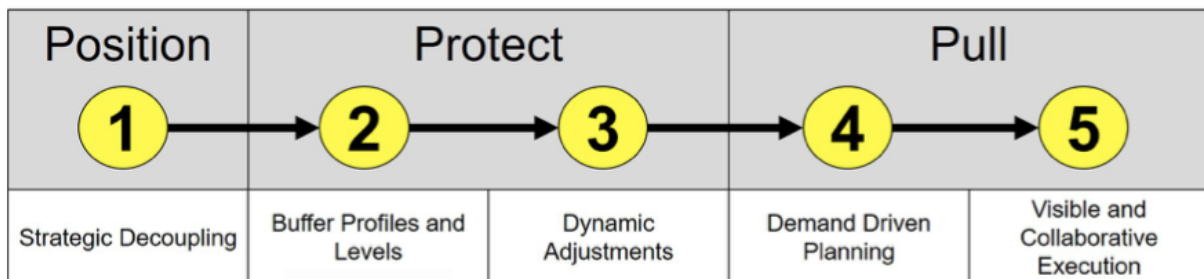 Position
Protect
Pull
1
2
3
4
5
Strategic Decoupling
Buffer Profiles and
Levels
Dynamic
Adjustments
Demand Driven
Planning
Visible and
Collaborative
Execution